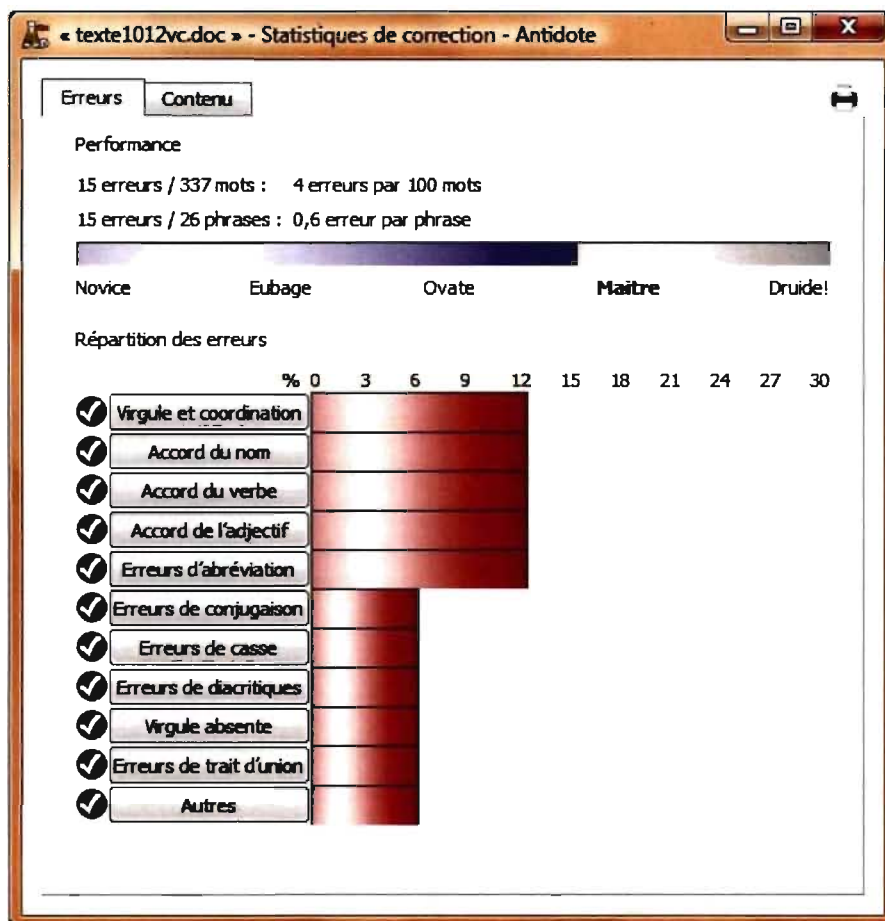 « texte1012vc.doc » - Statistiques de correction - Antidote
Erreurs Contenu
Performance
15 erreurs / 337 mots : 4 erreurs par 100 mots
15 erreurs / 26 phrases : 0,6 erreur par phrase
Novice Eubage Ovate Maître Druide!
Répartition des erreurs
% 0 3 6 9 12 15 18 21 24 27 30
Virgule et coordination
Accord du nom
Accord du verbe
Accord de l'adjectif
Erreurs d'abréviation
Erreurs de conjugaison
Erreurs de casse
Erreurs de diacritiques
Virgule absente
Erreurs de trait d'union
Autres